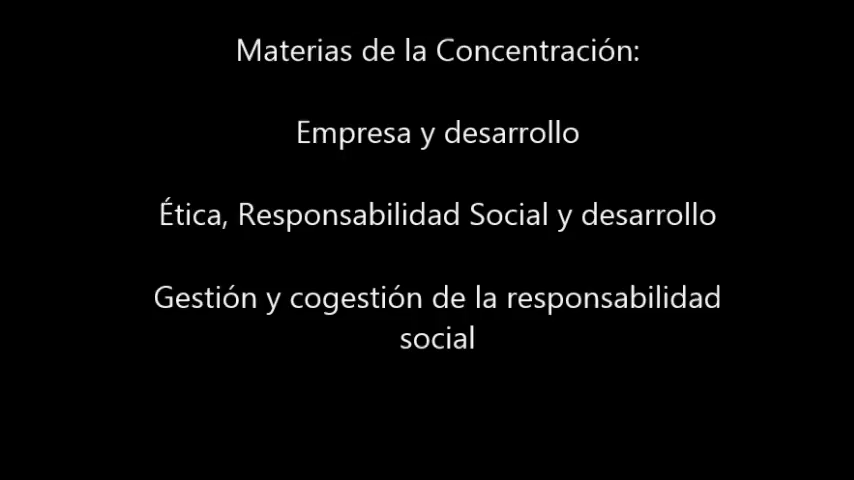 Materias de la Concentración:
Empresa y desarrollo
Ética, Responsabilidad Social y desarrollo
Gestión y cogestión de la responsabilidad
social